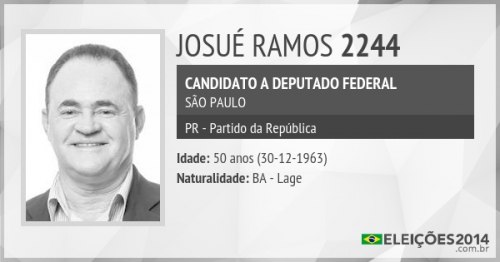 JOSUÉ RAMOS 2244
CANDIDATO A DEPUTADO FEDERAL
SÃO PAULO
PR - Partido da República
Idade: 50 anos (30-12-1963)
Naturalidade: BA - Lage
ELEIÇÕES2014
.com.br